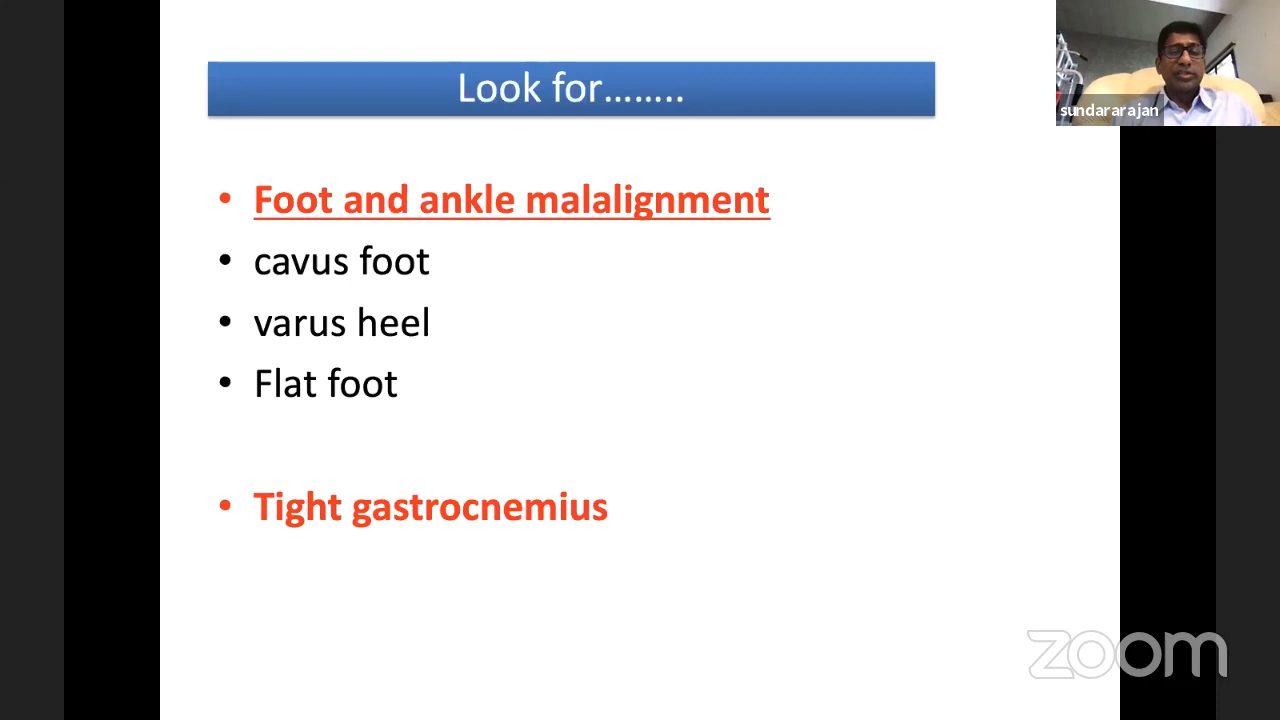 Look for........
sundararajan
• Foot and ankle malalignment
• cavus foot
• varus heel
• Flat foot
• Tight gastrocnemius
zoom